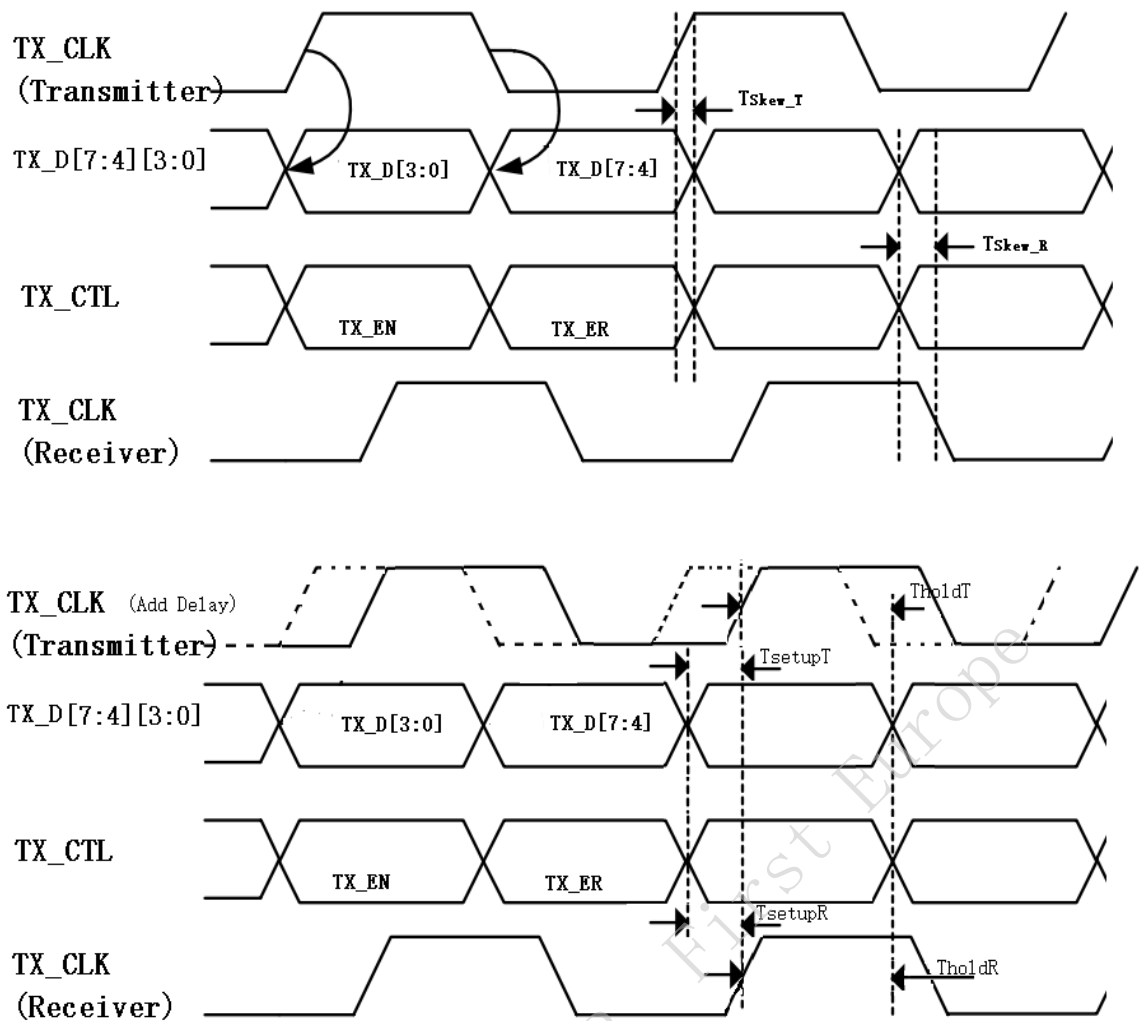 TX_CLK
(Transmitter)
Tskew_T
TX_D[7:4][3:0]
TX_D[3:0]
TX_D[7:4]
Tskew_R
TX_CTL
TX_EN
TX_ER
TX_CLK
(Receiver)
TX_CLK (Add Delay)
(Transmitter)
TholdT
TsetupT
TX_D[7:4][3:0]
TX_D[3:0]
TX_D[7:4]
TX_CTL
TX_EN
TX_ER
TsetupR
TX_CLK
(Receiver)
TholdR
First Europe